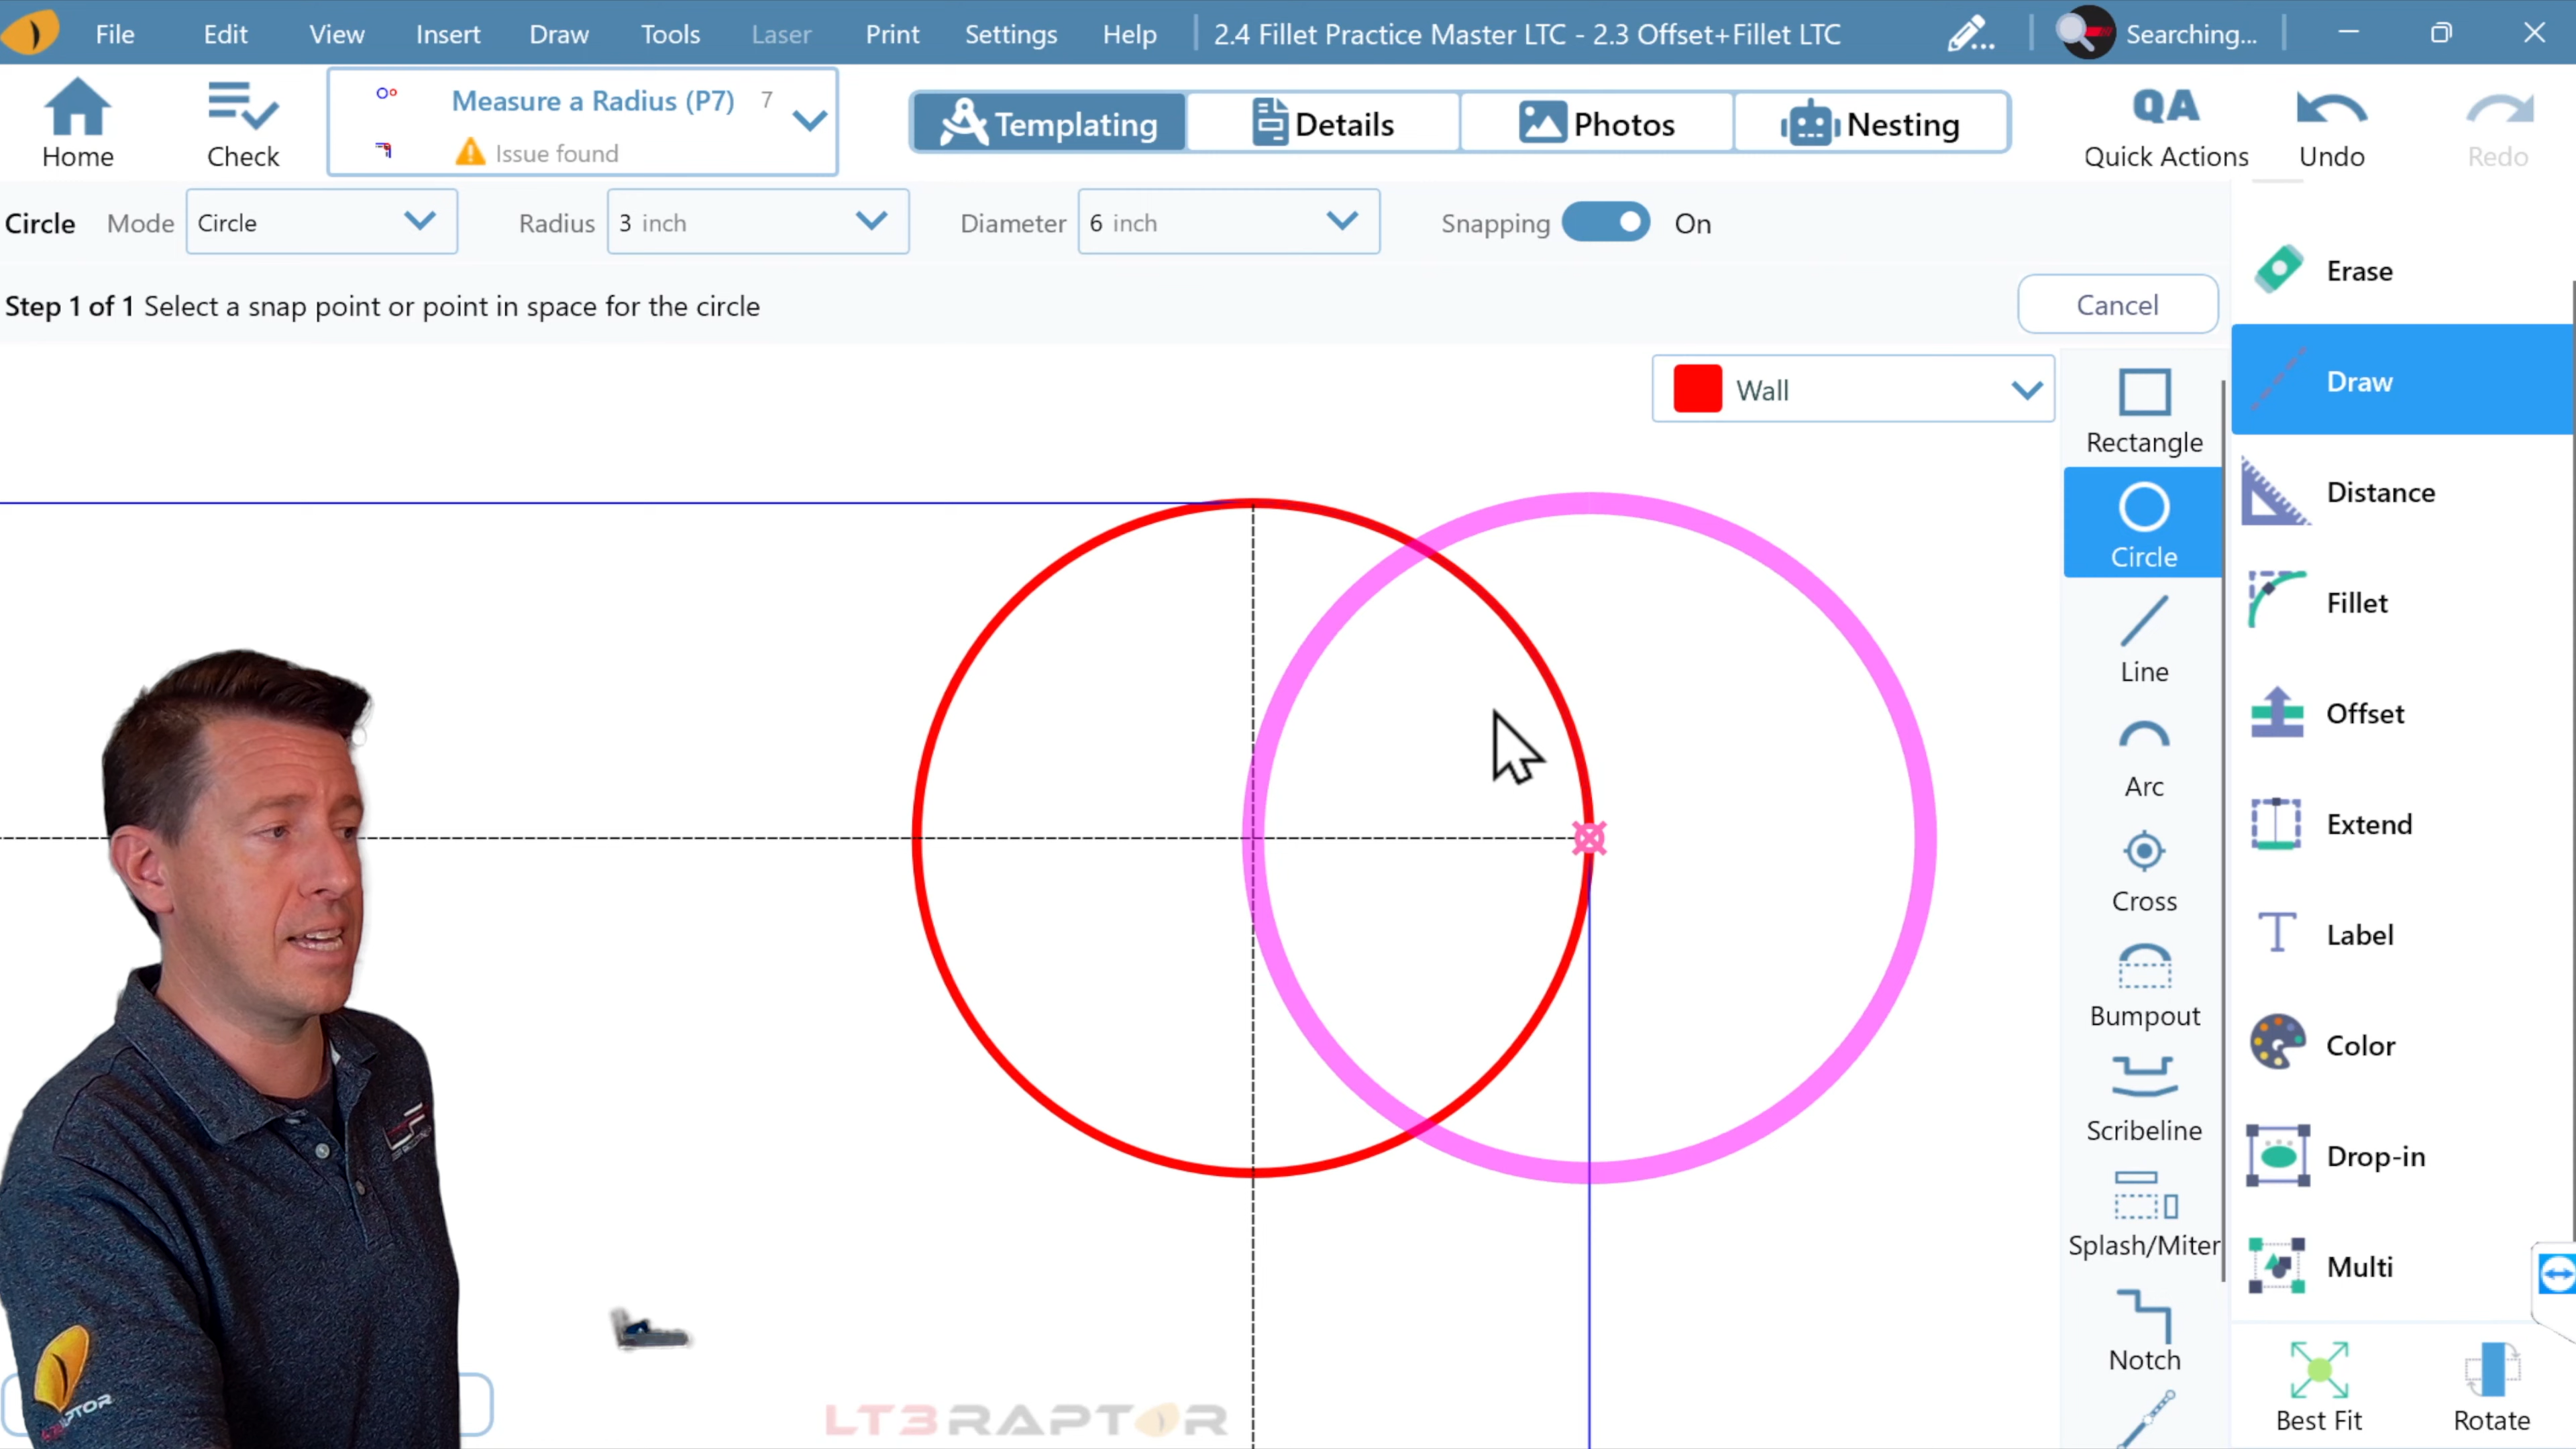 File Edit View Insert Draw Tools Laser Print Settings Help 2.4 Fillet Practice Master LTC - 2.3 Offset+Fillet LTC Searching...
Home
Check
Measure a Radius (P7) 7
Issue found
Templating Details Photos Nesting
QA
Quick Actions
Undo
Redo
Circle Mode Circle Radius 3 inch Diameter 6 inch Snapping On
Step 1 of 1 Select a snap point or point in space for the circle
Cancel
Wall
Rectangle
Circle
Line
Arc
Cross
Bumpout
Scribeline
Splash/Miter
Notch
Erase
Draw
Distance
Fillet
Offset
Extend
Label
Color
Drop-in
Multi
Best Fit
Rotate
LT3RAPTOR